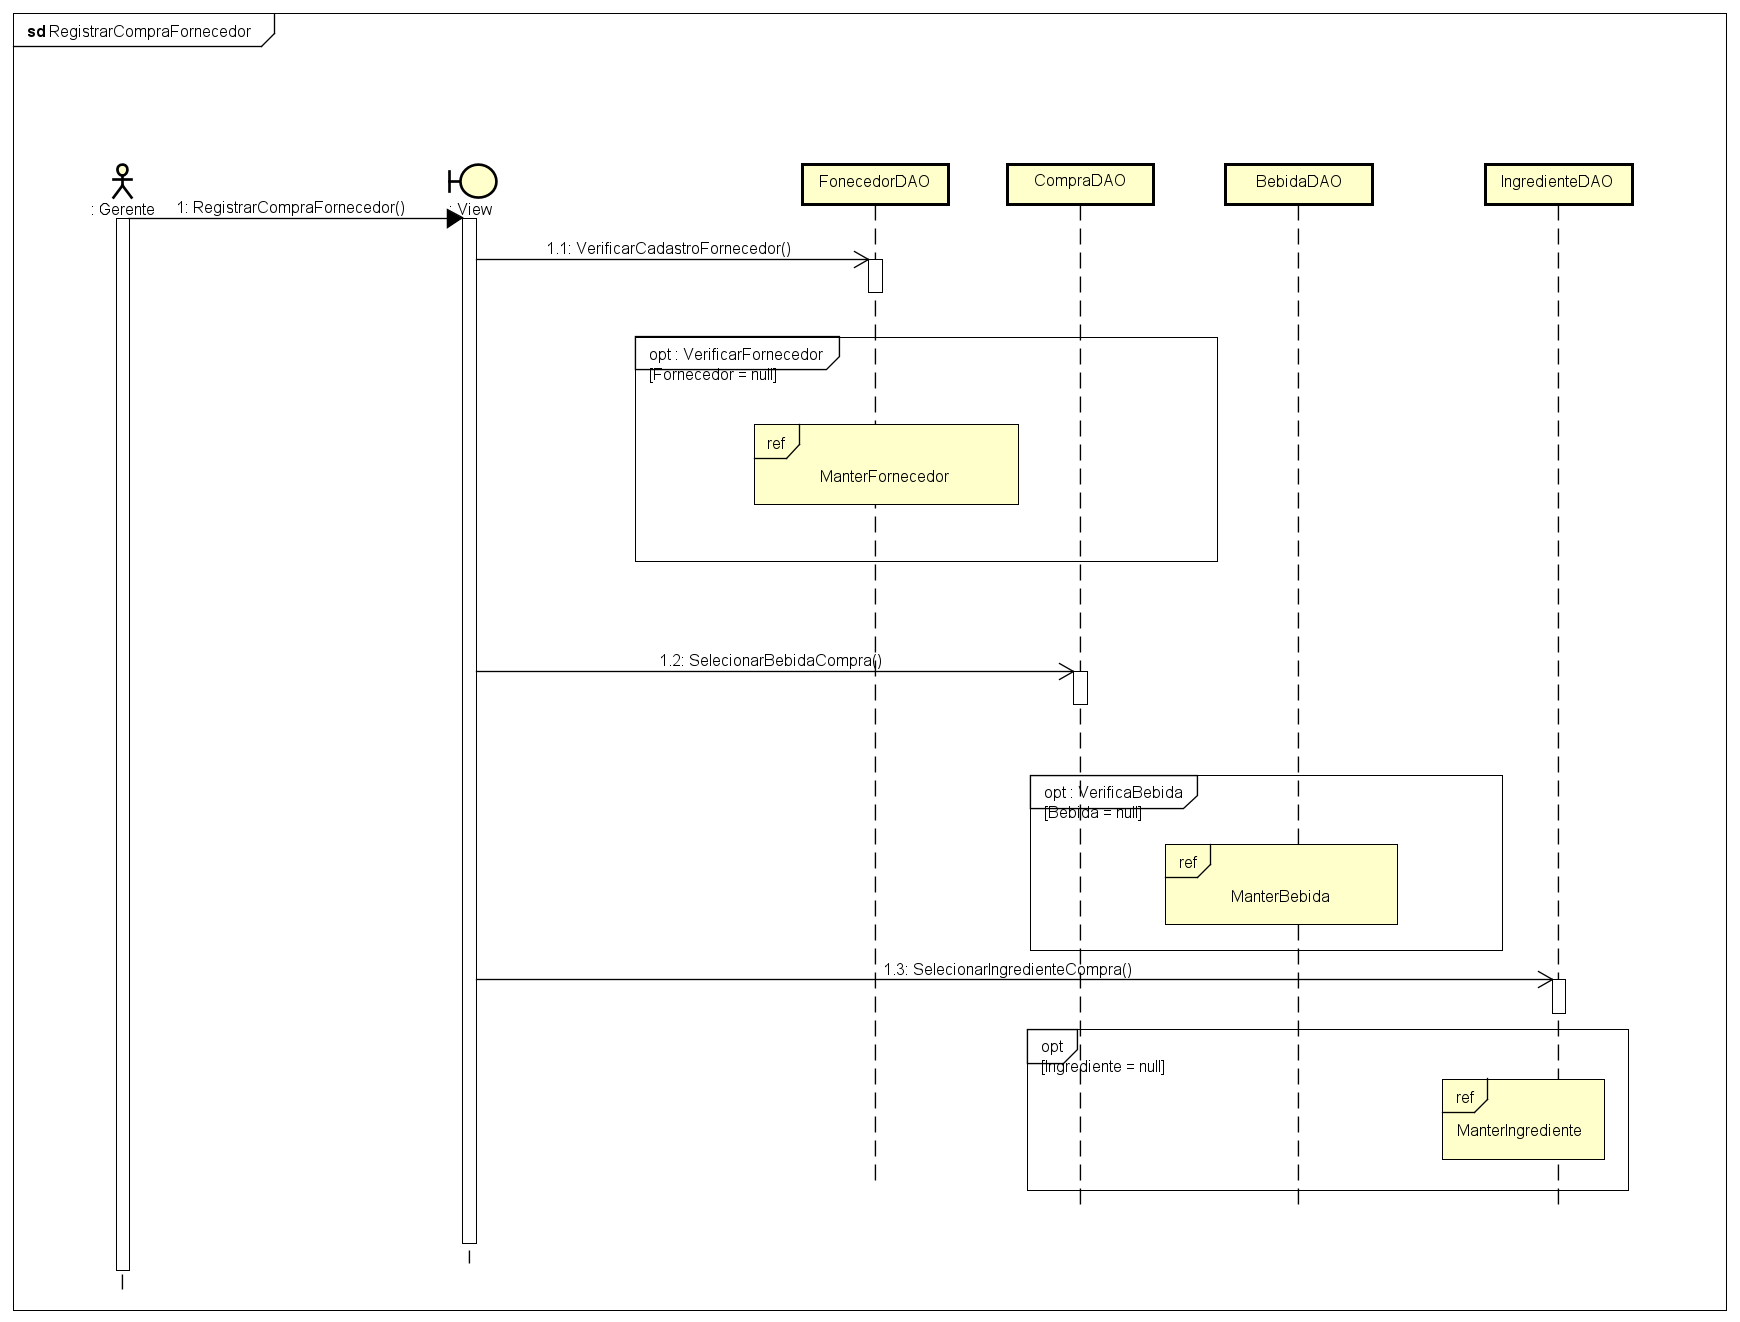 sd RegistrarCompraFornecedor
FonecedorDAO
CompraDAO
BebidaDAO
IngredienteDAO
: Gerente
1: RegistrarCompraFornecedor()
: View
1.1: VerificarCadastroFornecedor()
opt : VerificarFornecedor
[Fornecedor = null]
ref
ManterFornecedor
1.2: SelecionarBebidaCompra()
opt : VerificaBebida
[Bebida = null]
ref
ManterBebida
1.3: SelecionarIngredienteCompra()
opt
[Ingrediente = null]
ref
ManterIngrediente